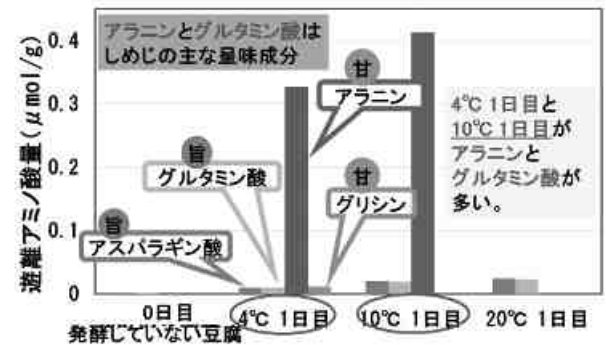 アラニンとグルタミン酸は
しめじの主な呈味成分
遊離アミノ酸量(μmol/g)
0.4
0.3
0.2
0.1
0
甘
アラニン
旨
グルタミン酸
甘
グリシン
旨
アスパラギン酸
4℃ 1日目と
10℃ 1日目が
アラニンと
グルタミン酸が
多い。
0日目
発酵していない豆腐
4℃ 1日目
10℃ 1日目
20℃ 1日目